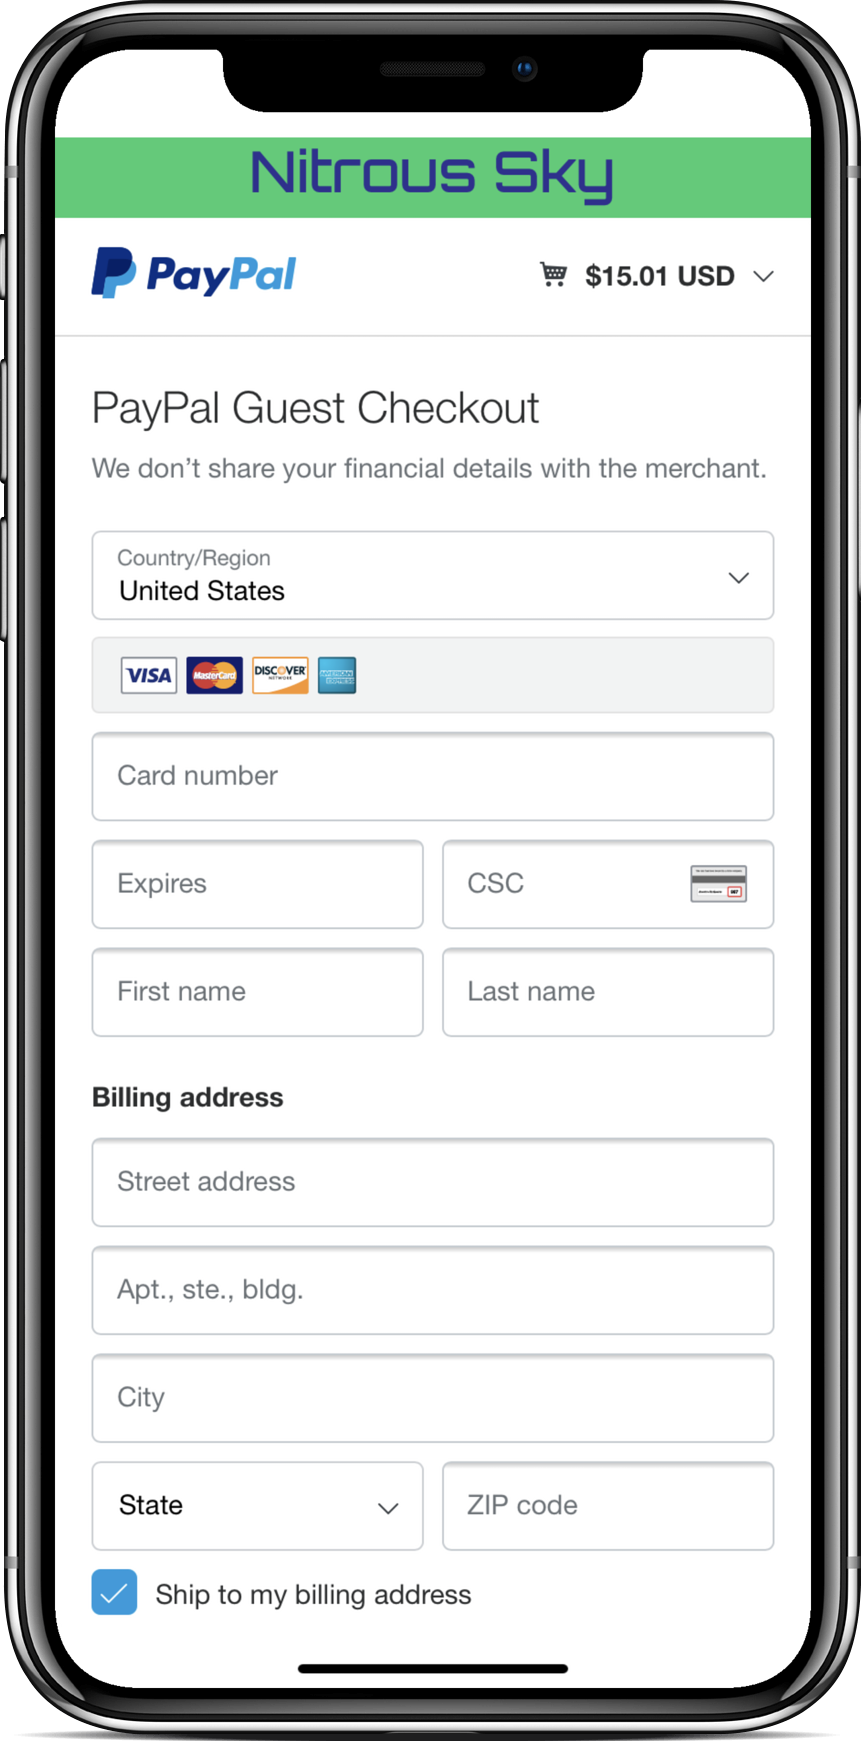 Nitrous Sky
PayPal
$15.01 USD
PayPal Guest Checkout
We don’t share your financial details with the merchant.
Country/Region
United States
VISA MasterCard DISCOVER NETWORK AMERICAN EXPRESS
Card number
Expires
CSC
First name
Last name
Billing address
Street address
Apt., ste., bldg.
City
State
ZIP code
Ship to my billing address